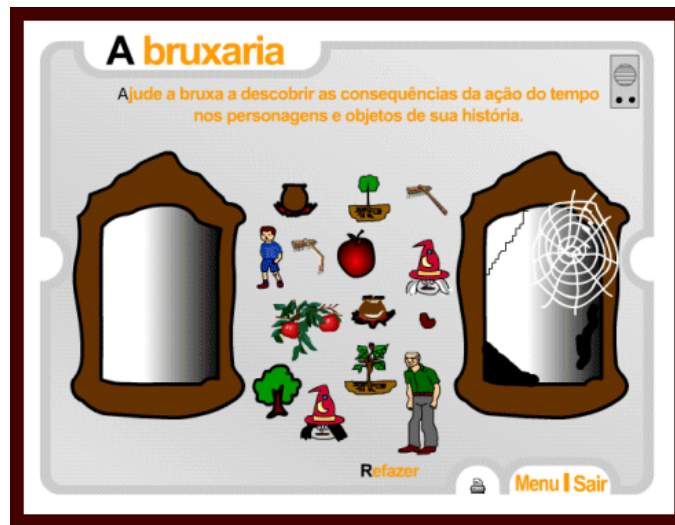 A bruxaria
Ajude a bruxa a descobrir as consequências da ação do tempo
nos personagens e objetos de sua história.
Refazer
Menu Sair